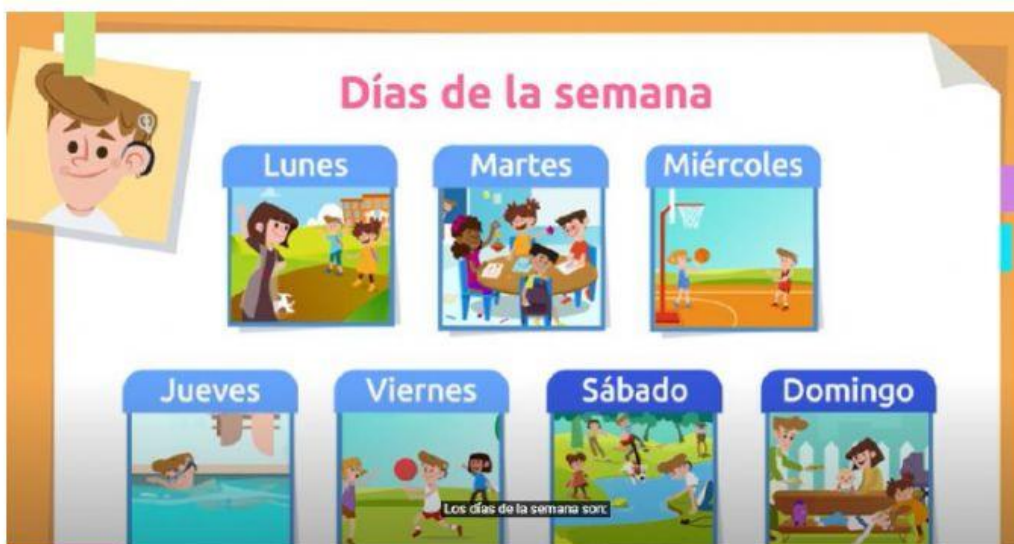 Días de la semana
Lunes Martes Miércoles
Jueves Viernes Sábado Domingo
Los días de la semana son: